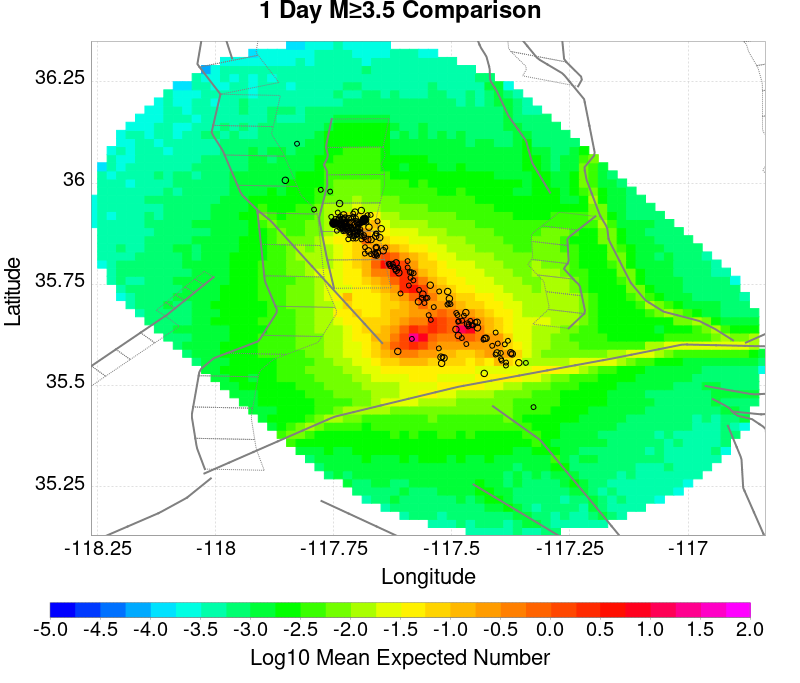 1 Day M≥3.5 Comparison
36.25
36
35.75
35.5
35.25
Latitude
-118.25 -118 -117.75 -117.5 -117.25 -117
Longitude
-5.0 -4.5 -4.0 -3.5 -3.0 -2.5 -2.0 -1.5 -1.0 -0.5 0.0 0.5 1.0 1.5 2.0
Log10 Mean Expected Number